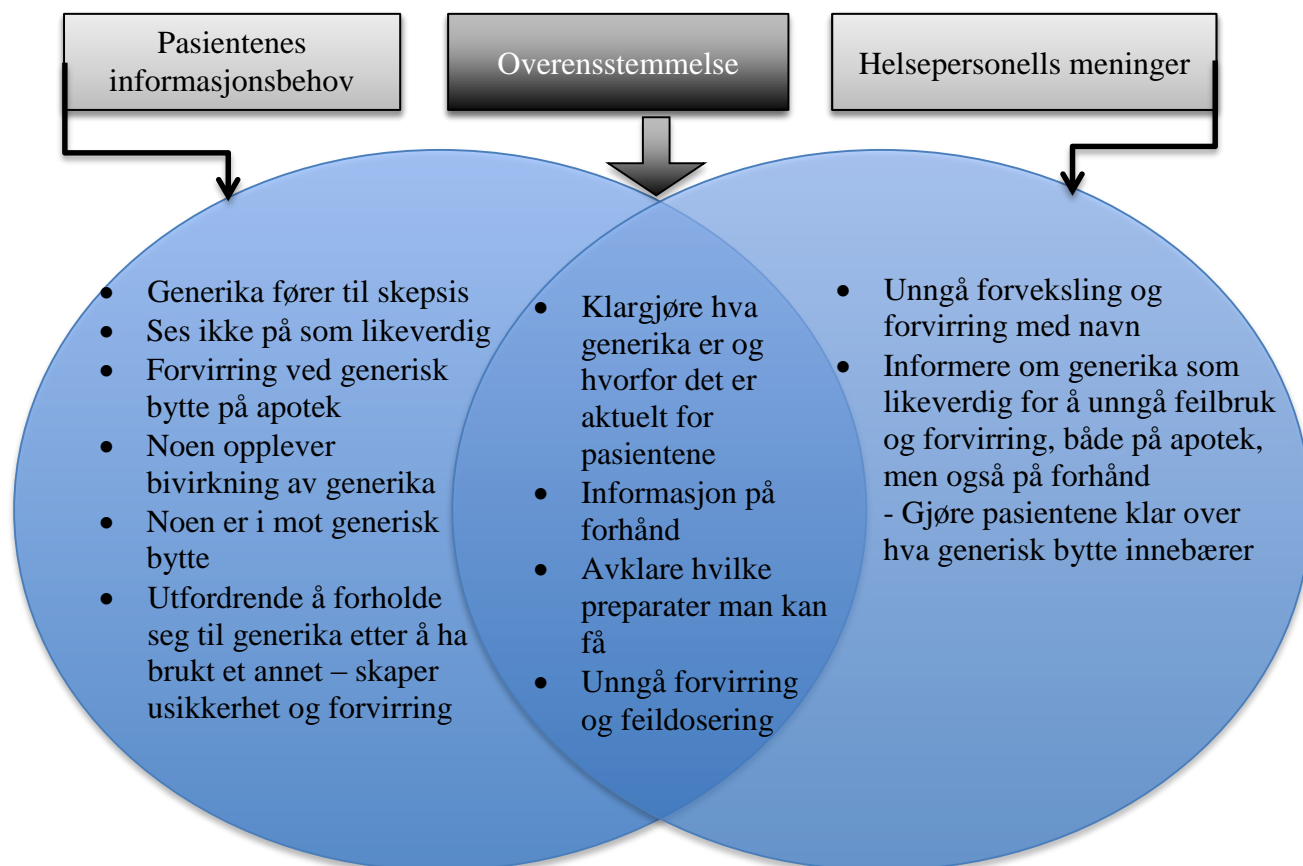 Pasientenes
informasjonsbehov
Overensstemmelse
Helsepersonells meninger
• Generika fører til skepsis
• Ses ikke på som likeverdig
• Forvirring ved generisk
bytte på apotek
• Noen opplever
bivirkning av generika
• Noen er i mot generisk
bytte
• Utfordrende å forholde
seg til generika etter å ha
brukt et annet – skaper
usikkerhet og forvirring
• Klargjøre hva
generika er og
hvorfor det er
aktuelt for
pasientene
• Informasjon på
forhånd
• Avklare hvilke
preparater man kan
få
• Unngå forvirring
og feildosering
• Unngå forveksling og
forvirring med navn
• Informere om generika som
likeverdig for å unngå feilbruk
og forvirring, både på apotek,
men også på forhånd
- Gjøre pasientene klar over
hva generisk bytte innebærer